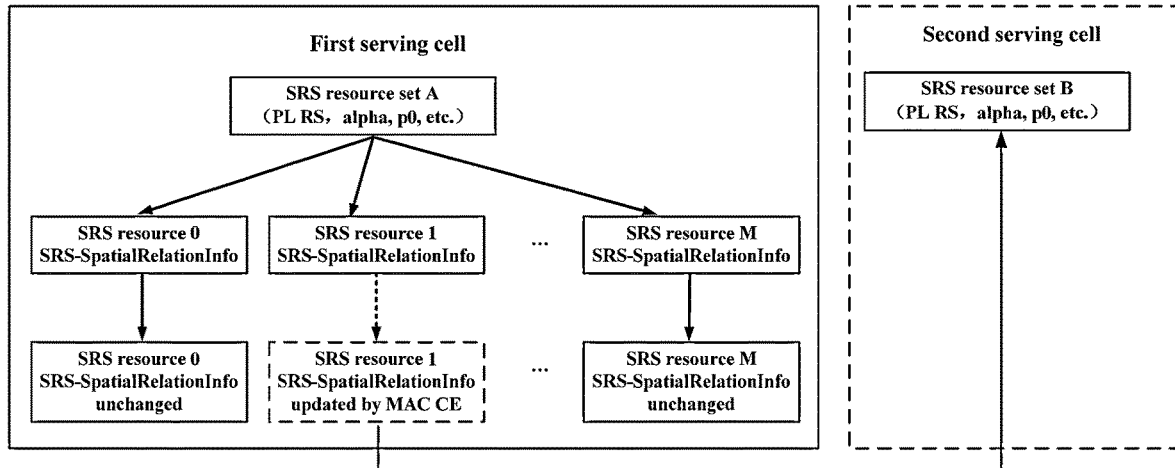 First serving cell
SRS resource set A
（PL RS，alpha, p0, etc.）
SRS resource 0
SRS-SpatialRelationInfo
SRS resource 1
SRS-SpatialRelationInfo
...
SRS resource M
SRS-SpatialRelationInfo
SRS resource 0
SRS-SpatialRelationInfo
unchanged
SRS resource 1
SRS-SpatialRelationInfo
updated by MAC CE
...
SRS resource M
SRS-SpatialRelationInfo
unchanged
Second serving cell
SRS resource set B
（PL RS，alpha, p0, etc.）